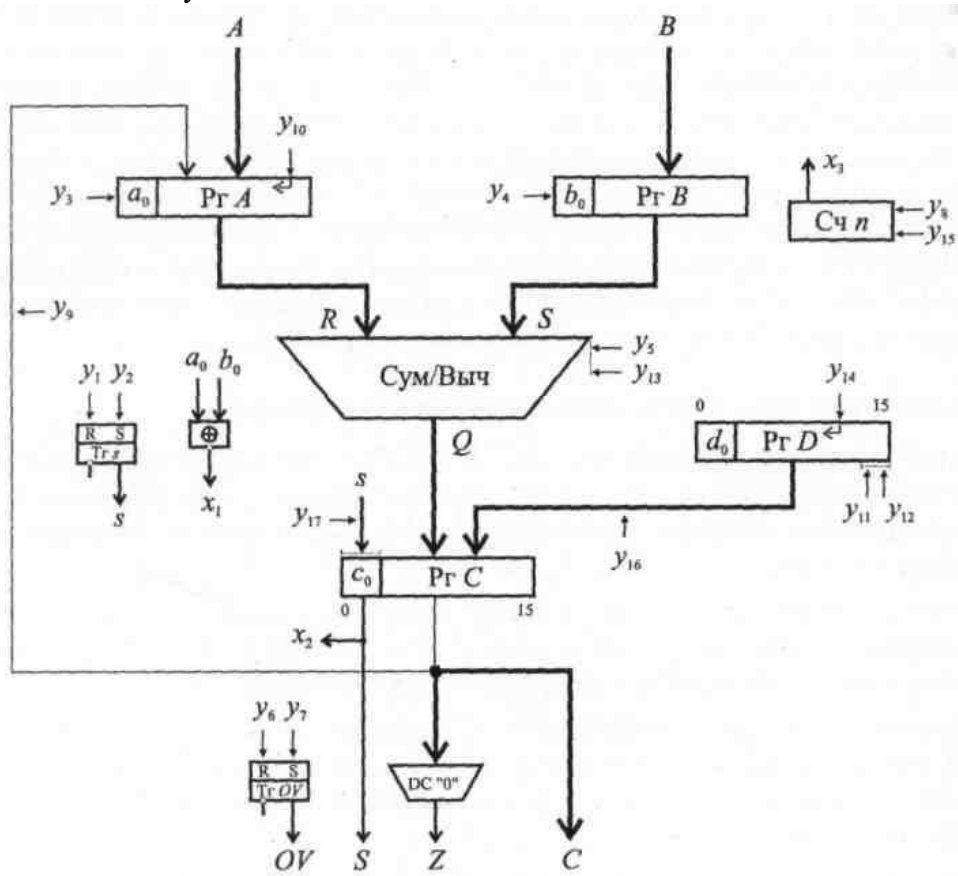 A B
y10 x3
y3 a0 Рг A y4 b0 Рг B y8
Сч n y15
y9 R S y5
Сум/Выч y13
y1 y2 a0 b0 y14
R S ⊕ Q 0 15
Тг s d0 Рг D
s x1 s y11 y12
y17 y16
c0 Рг C
0 15
x2
y6 y7
R S DC "0"
Тг OV
OV S Z C